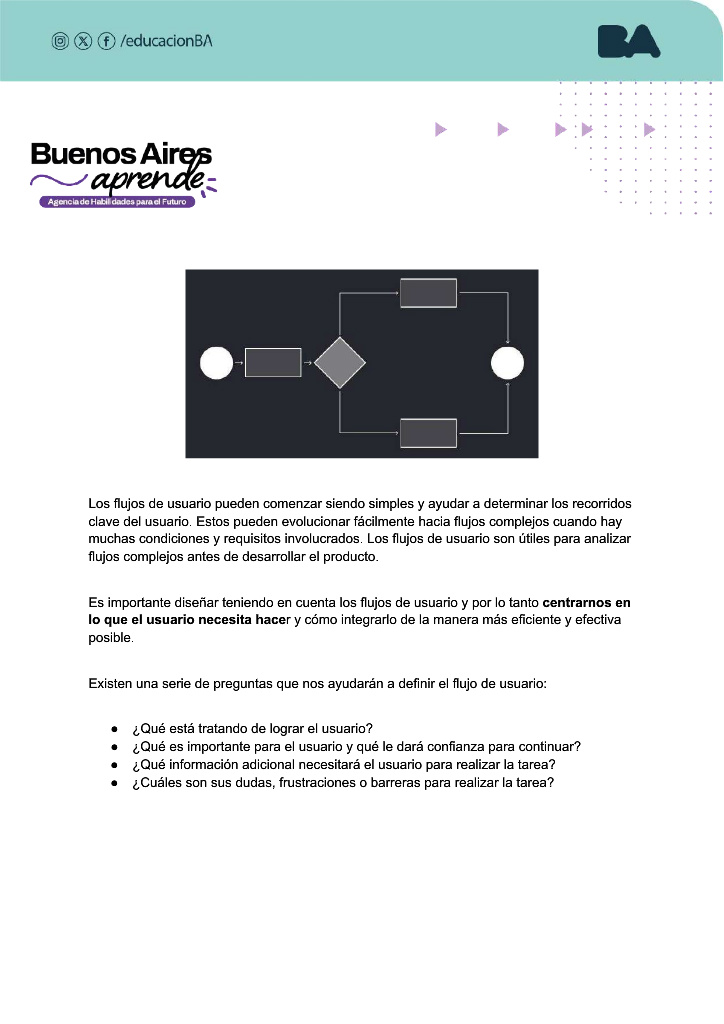 /educacionBA
BA
Buenos Aires
aprende
Agencia de Habilidades para el Futuro
Los flujos de usuario pueden comenzar siendo simples y ayudar a determinar los recorridos
clave del usuario. Estos pueden evolucionar fácilmente hacia flujos complejos cuando hay
muchas condiciones y requisitos involucrados. Los flujos de usuario son útiles para analizar
flujos complejos antes de desarrollar el producto.
Es importante diseñar teniendo en cuenta los flujos de usuario y por lo tanto centrarnos en
lo que el usuario necesita hacer y cómo integrarlo de la manera más eficiente y efectiva
posible.
Existen una serie de preguntas que nos ayudarán a definir el flujo de usuario:
● ¿Qué está tratando de lograr el usuario?
● ¿Qué es importante para el usuario y qué le dará confianza para continuar?
● ¿Qué información adicional necesitará el usuario para realizar la tarea?
● ¿Cuáles son sus dudas, frustraciones o barreras para realizar la tarea?